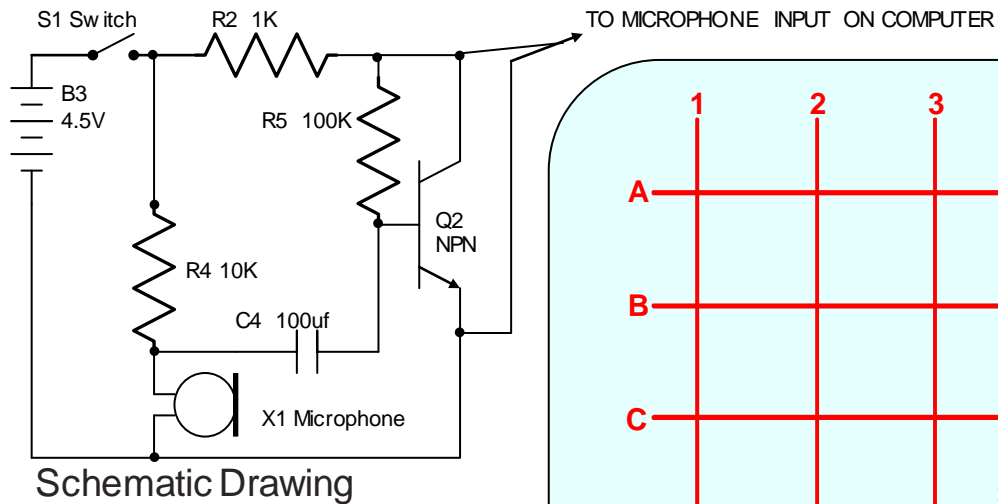 S1 Switch
R2 1K
TO MICROPHONE INPUT ON COMPUTER
B3
4.5V
R5 100K
Q2
NPN
R4 10K
C4 100uf
X1 Microphone
Schematic Drawing
1 2 3
A
B
C